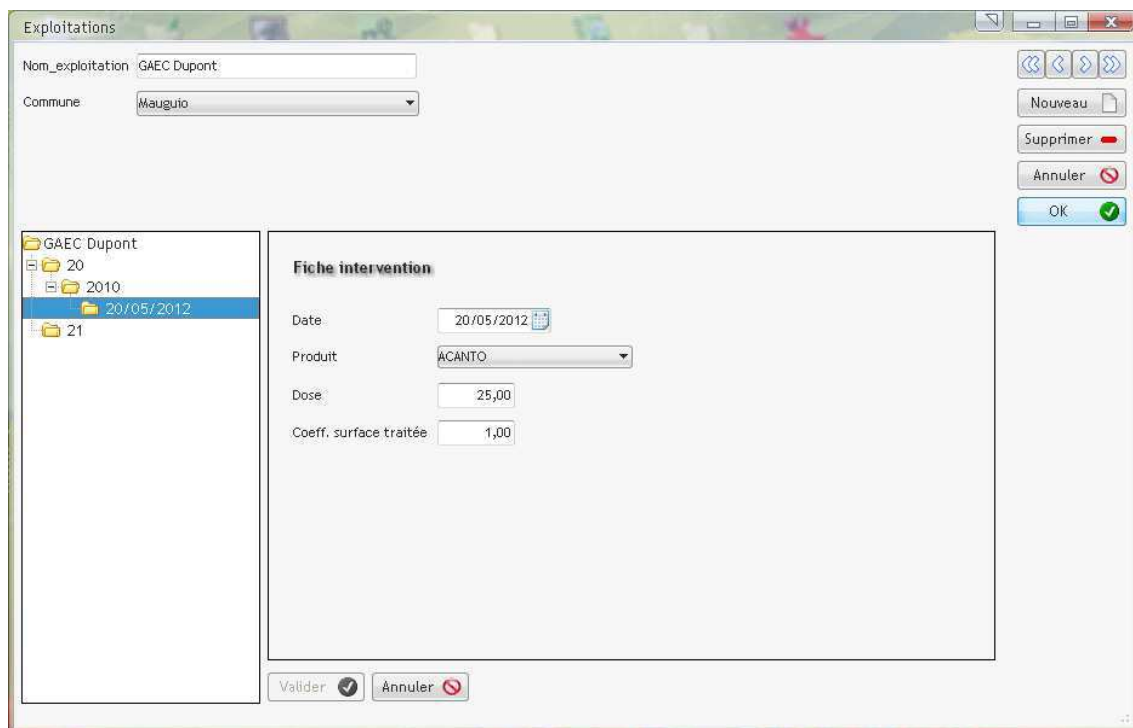 Exploitations
Nom_exploitation GAEC Dupont
Commune Mauguio
Nouveau
Supprimer
Annuler
OK
GAEC Dupont
20
2010
20/05/2012
21
Fiche intervention
Date 20/05/2012
Produit ACANTO
Dose 25,00
Coeff. surface traitée 1,00
Valider Annuler